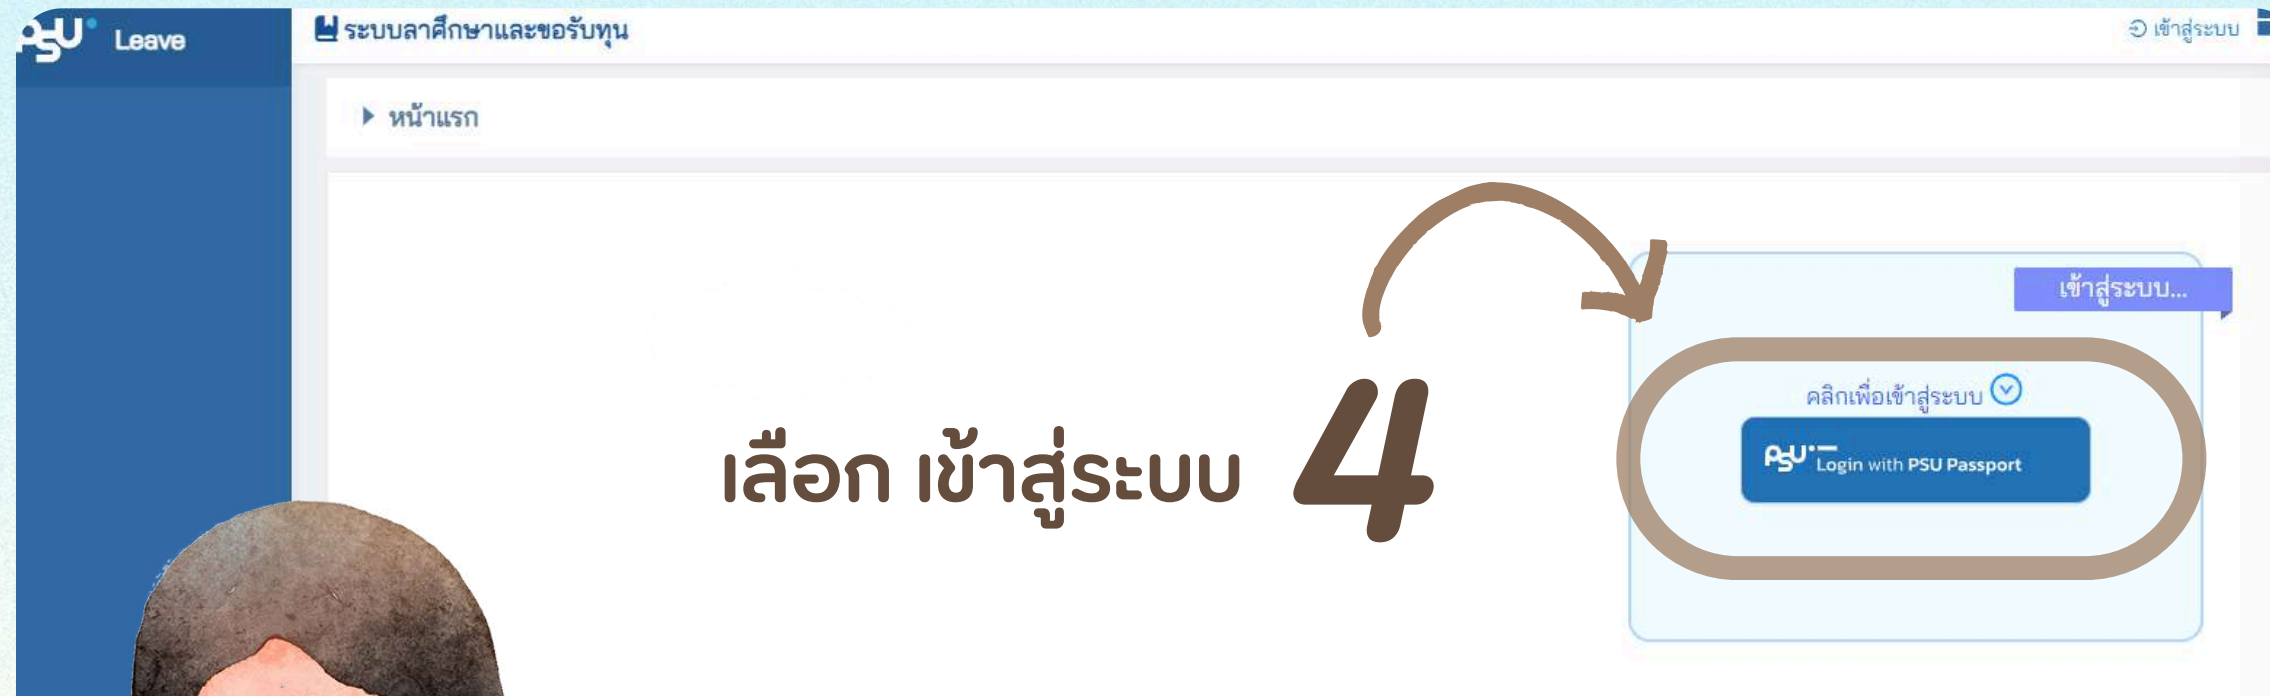 PSU Leave
ระบบลาศึกษาและขอรับทุน
เข้าสู่ระบบ
หน้าแรก
เข้าสู่ระบบ...
คลิกเพื่อเข้าสู่ระบบ
PSU Login with PSU Passport
เลือก เข้าสู่ระบบ 4